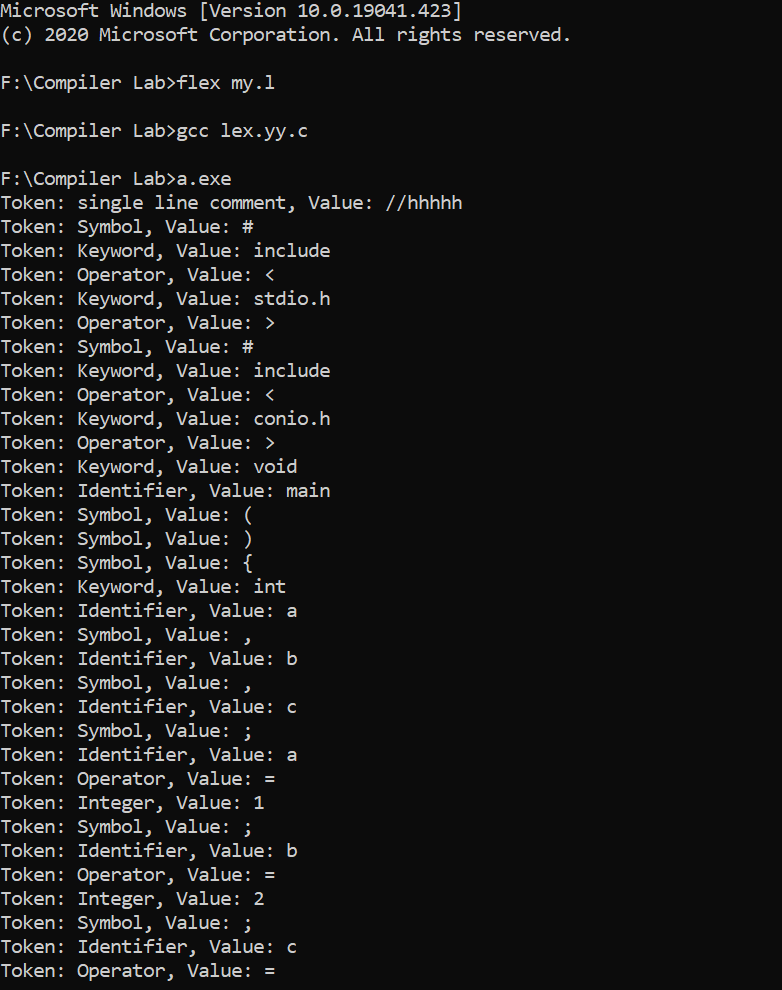 Microsoft Windows [Version 10.0.19041.423]
(c) 2020 Microsoft Corporation. All rights reserved.
F:\Compiler Lab>flex my.l
F:\Compiler Lab>gcc lex.yy.c
F:\Compiler Lab>a.exe
Token: single line comment, Value: //hhhhh
Token: Symbol, Value: #
Token: Keyword, Value: include
Token: Operator, Value: <
Token: Keyword, Value: stdio.h
Token: Operator, Value: >
Token: Symbol, Value: #
Token: Keyword, Value: include
Token: Operator, Value: <
Token: Keyword, Value: conio.h
Token: Operator, Value: >
Token: Keyword, Value: void
Token: Identifier, Value: main
Token: Symbol, Value: (
Token: Symbol, Value: )
Token: Symbol, Value: {
Token: Keyword, Value: int
Token: Identifier, Value: a
Token: Symbol, Value: ,
Token: Identifier, Value: b
Token: Symbol, Value: ,
Token: Identifier, Value: c
Token: Symbol, Value: ;
Token: Identifier, Value: a
Token: Operator, Value: =
Token: Integer, Value: 1
Token: Symbol, Value: ;
Token: Identifier, Value: b
Token: Operator, Value: =
Token: Integer, Value: 2
Token: Symbol, Value: ;
Token: Identifier, Value: c
Token: Operator, Value: =